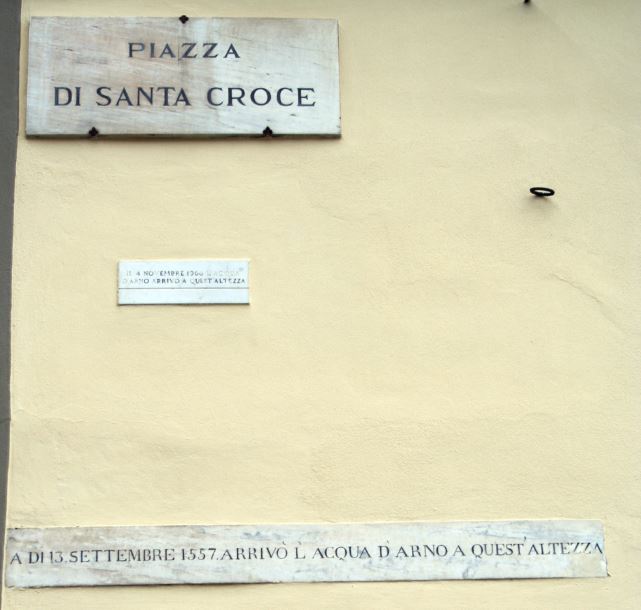 PIAZZA
DI SANTA CROCE
IL 4 NOVEMBRE 1966 L'ACQUA
D'ARNO ARRIVO A QUEST'ALTEZZA
A DI 13. SETTEMBRE 1557. ARRIVÒ L ACQUA D'ARNO A QUEST'ALTEZZA